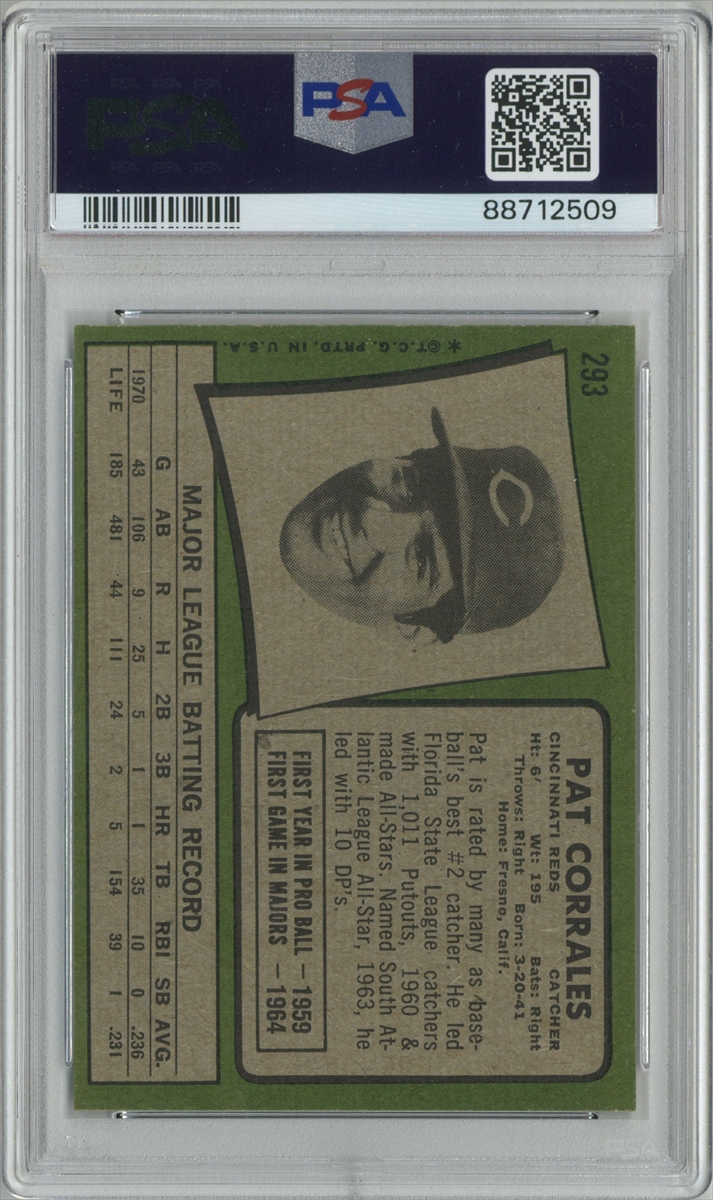 PSA
88712509
293
*©T.C.G. PRTD. IN U.S.A.
PAT CORRALES
CINCINNATI REDS CATCHER
Ht: 6' Wt: 195 Bats: Right
Throws: Right Born: 3-20-41
Home: Fresno, Calif.
Pat is rated by many as base-
ball's best #2 catcher. He led
Florida State League catchers
with 1,011 Putouts, 1960 &
made All-Stars. Named South At-
lantic League All-Star, 1963, he
led with 10 DP's.
FIRST YEAR IN PRO BALL — 1959
FIRST GAME IN MAJORS — 1964
MAJOR LEAGUE BATTING RECORD
G AB R H 2B 3B HR TB RBI SB AVG.
1970 43 106 9 25 5 1 1 35 10 0 .236
LIFE 185 481 44 111 24 2 5 154 39 1 .231